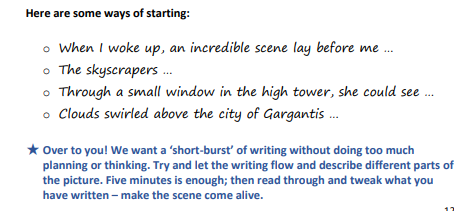 Here are some ways of starting:
o When I woke up, an incredible scene lay before me ...
o The skyscrapers ...
o Through a small window in the high tower, she could see ...
o Clouds swirled above the city of Gargantis ...
★ Over to you! We want a ‘short-burst’ of writing without doing too much
planning or thinking. Try and let the writing flow and describe different parts of
the picture. Five minutes is enough; then read through and tweak what you
have written – make the scene come alive.